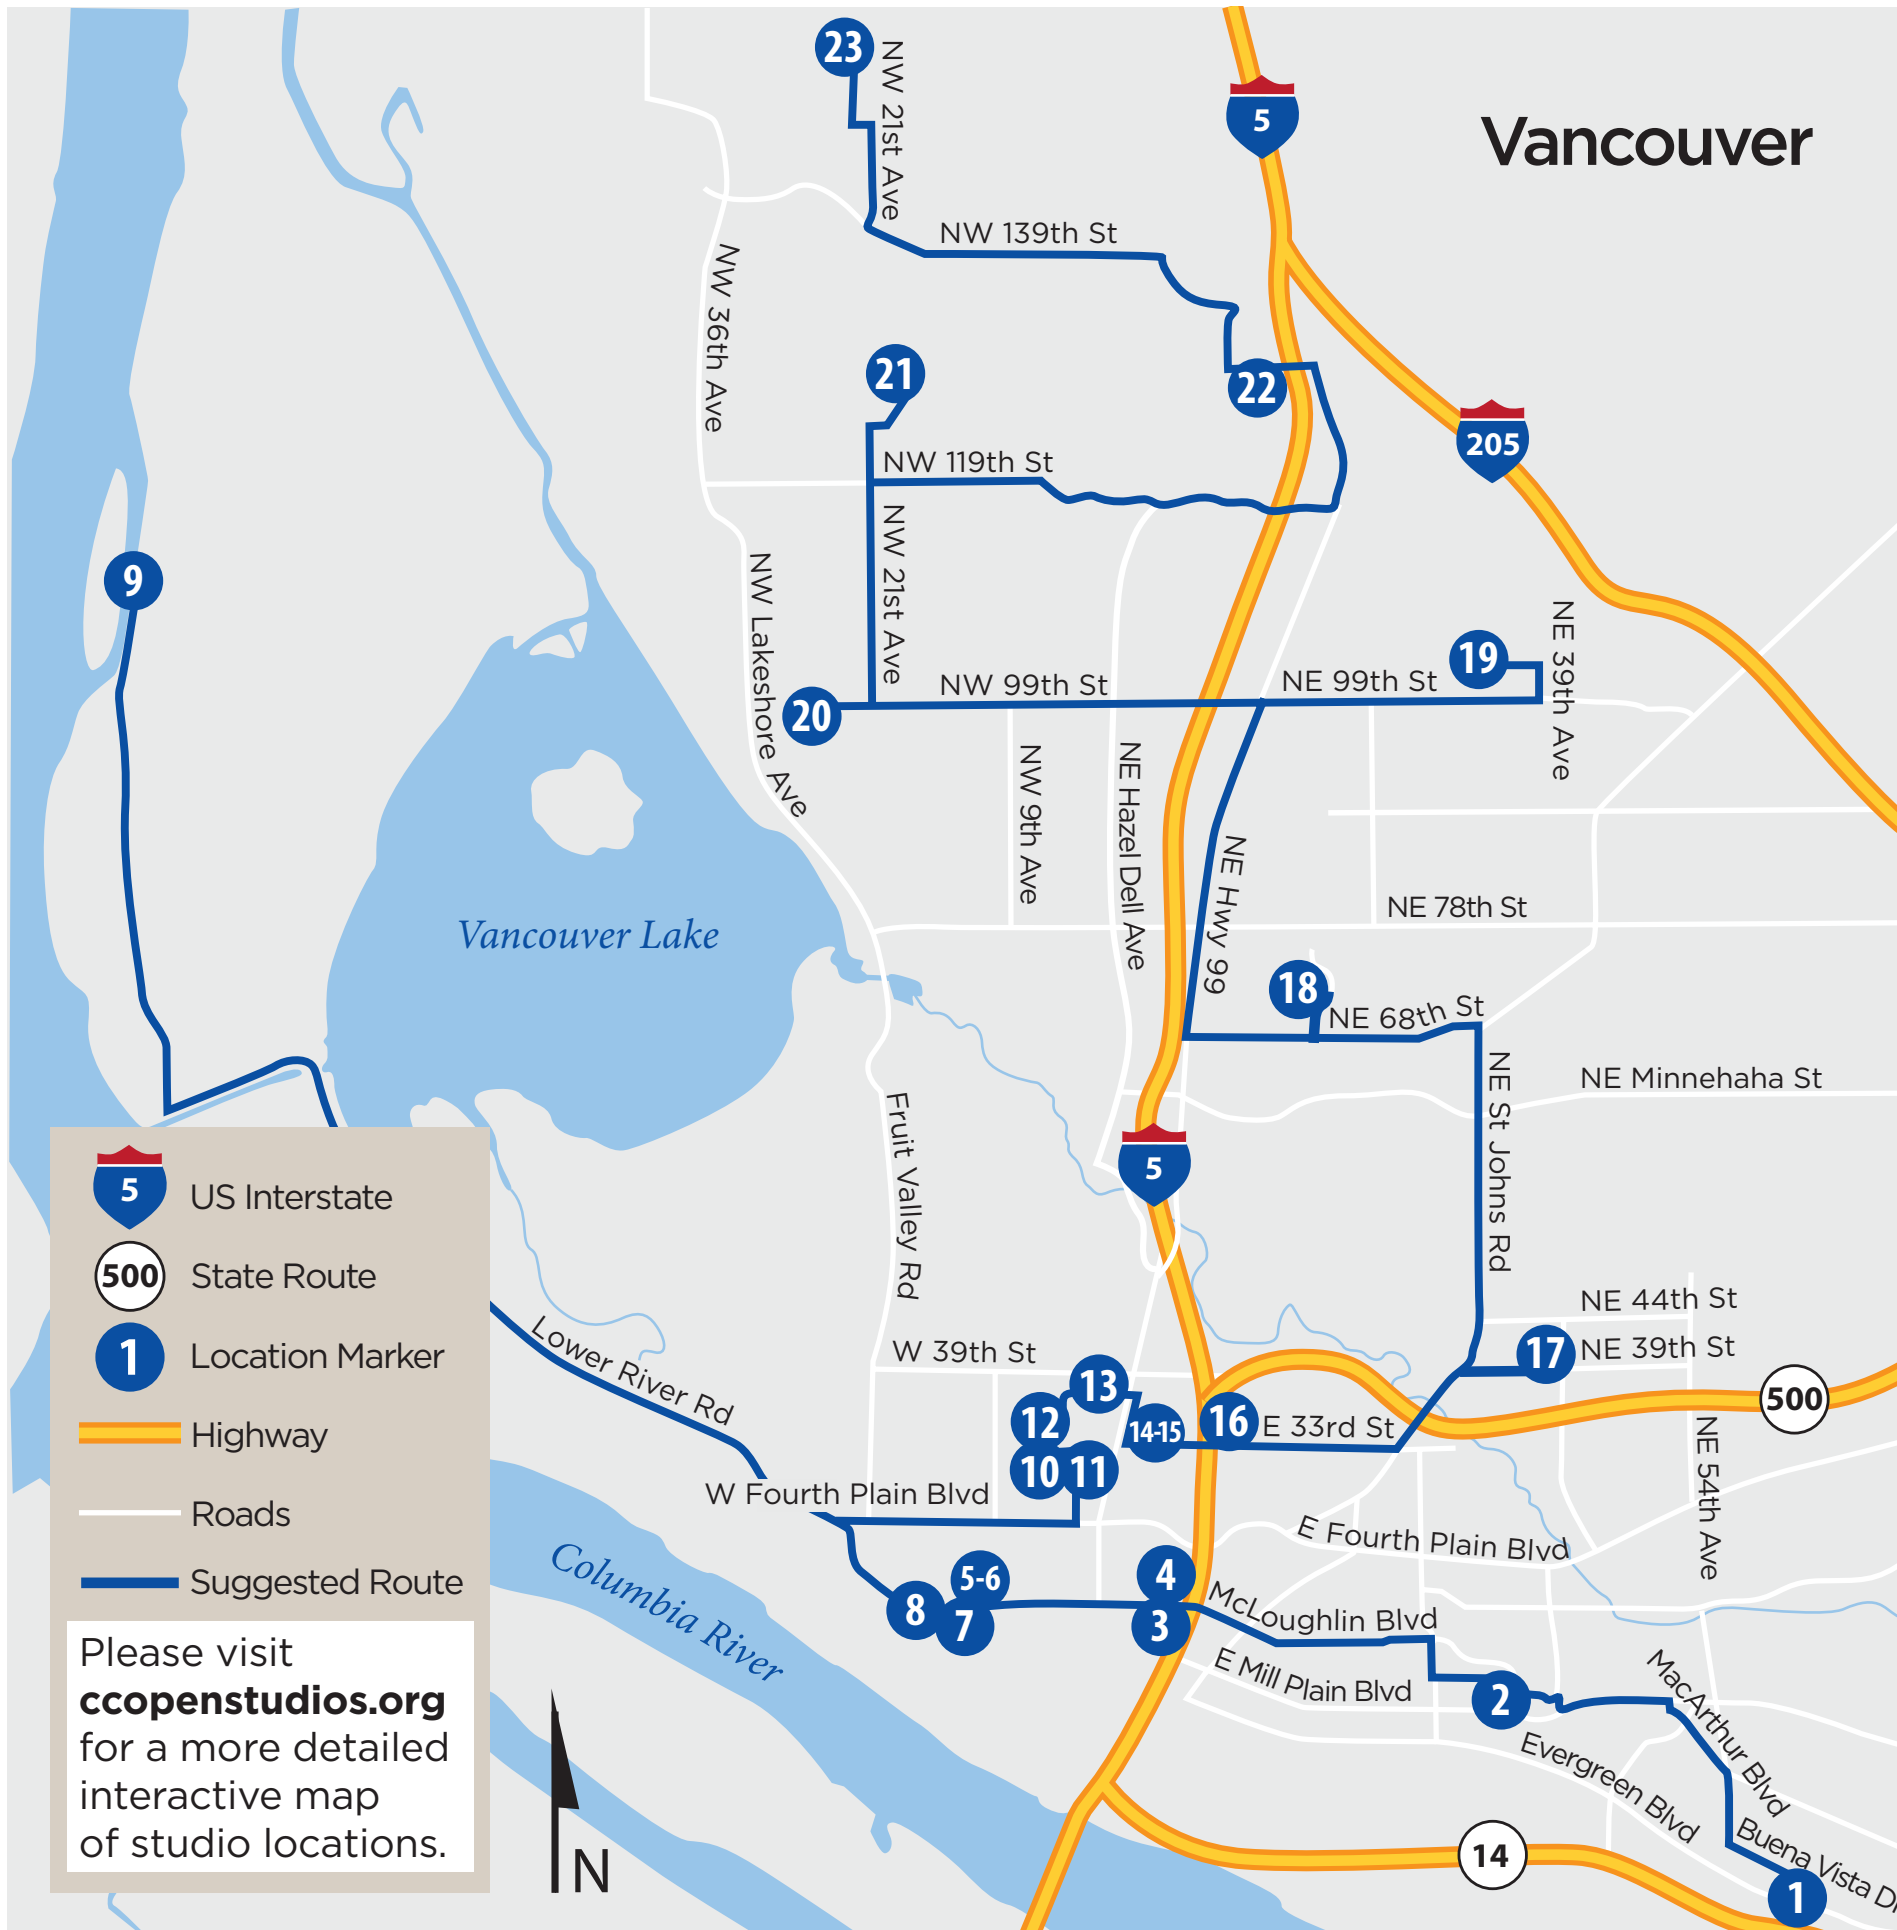 23
NW 21st Ave
5
Vancouver
NW 139th St
NW 36th Ave
21
22
205
NW 119th St
NW 21st Ave
9
NW Lakeshore Ave
19
NE 39th Ave
NW 99th St
NE 99th St
20
NW 9th Ave
NE Hazel Dell Ave
NE Hwy 99
NE 78th St
Vancouver Lake
18
NE 68th St
NE St Johns Rd
NE Minnehaha St
Fruit Valley Rd
5
5
US Interstate
500
State Route
1
Location Marker
Highway
Roads
Suggested Route
Please visit
ccopenstudios.org
for a more detailed
interactive map
of studio locations.
NE 44th St
17
NE 39th St
Lower River Rd
W 39th St
13
12
14-15
16
E 33rd St
500
10
11
NE 54th Ave
W Fourth Plain Blvd
E Fourth Plain Blvd
Columbia River
5-6
4
8
7
3
McLoughlin Blvd
E Mill Plain Blvd
2
MacArthur Blvd
Evergreen Blvd
Buena Vista
14
1
N